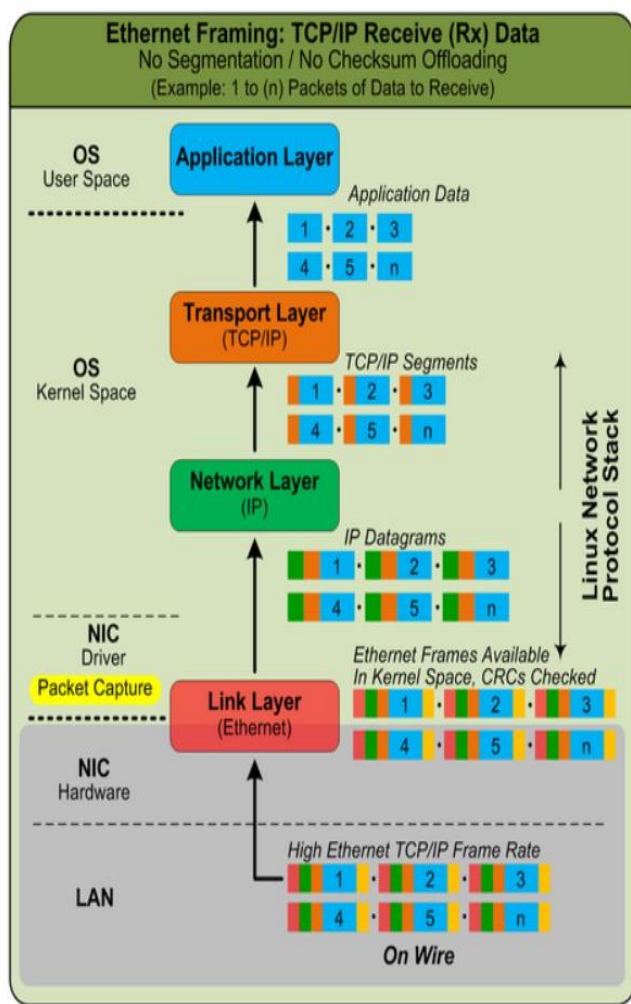 Ethernet Framing: TCP/IP Receive (Rx) Data
No Segmentation / No Checksum Offloading
(Example: 1 to (n) Packets of Data to Receive)
OS
User Space
Application Layer
Application Data
1 · 2 · 3
4 · 5 · n
Transport Layer
(TCP/IP)
OS
Kernel Space
TCP/IP Segments
1 · 2 · 3
4 · 5 · n
Network Layer
(IP)
Linux Network
Protocol Stack
IP Datagrams
1 · 2 · 3
4 · 5 · n
NIC
Driver
Packet Capture
Link Layer
(Ethernet)
Ethernet Frames Available
In Kernel Space, CRCs Checked
1 · 2 · 3
4 · 5 · n
NIC
Hardware
LAN
High Ethernet TCP/IP Frame Rate
1 · 2 · 3
4 · 5 · n
On Wire